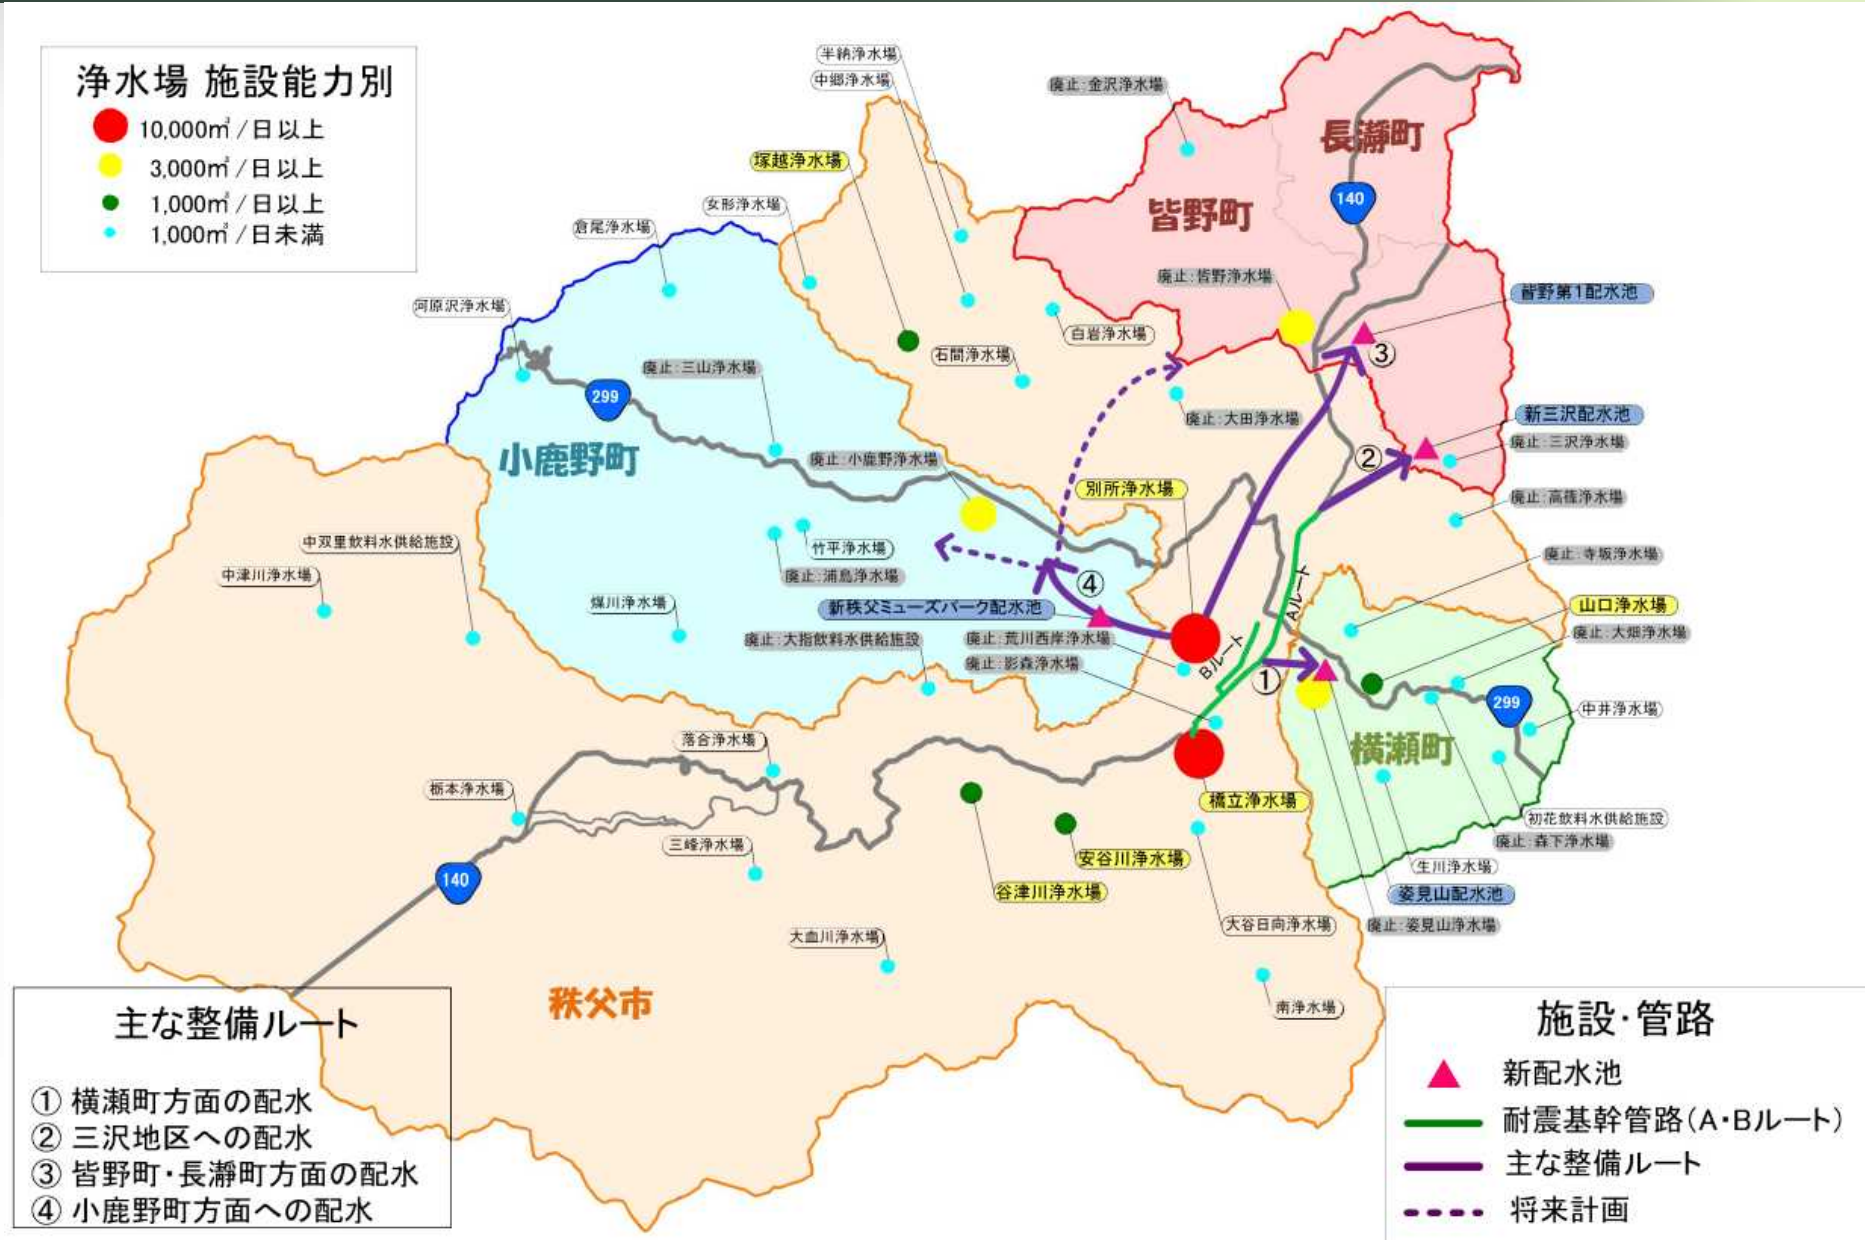 浄水場 施設能力別
10,000㎥/日以上
3,000㎥/日以上
1,000㎥/日以上
1,000㎥/日未満
半納浄水場
中郷浄水場
廃止:金沢浄水場
長瀞町
塚越浄水場
140
女形浄水場
皆野町
倉尾浄水場
廃止:皆野浄水場
皆野第1配水池
河原沢浄水場
白岩浄水場
石間浄水場
③
廃止:三山浄水場
299
廃止:大田浄水場
新三沢配水池
廃止:三沢浄水場
小鹿野町
廃止:小鹿野浄水場
②
別所浄水場
廃止:高篠浄水場
中双里飲料水供給施設
竹平浄水場
廃止:寺坂浄水場
中津川浄水場
廃止:浦島浄水場
④
Aルート
煤川浄水場
新秩父ミューズパーク配水池
山口浄水場
廃止:大指飲料水供給施設
廃止:荒川西岸浄水場
廃止:大畑浄水場
廃止:影森浄水場
Bルート
①
299
中井浄水場
落合浄水場
横瀬町
栃本浄水場
橋立浄水場
初花飲料水供給施設
三峰浄水場
廃止:森下浄水場
安谷川浄水場
生川浄水場
140
谷津川浄水場
姿見山配水池
大谷日向浄水場
廃止:姿見山浄水場
大血川浄水場
秩父市
南浄水場
主な整備ルート
① 横瀬町方面の配水
② 三沢地区への配水
③ 皆野町・長瀞町方面の配水
④ 小鹿野町方面への配水
施設・管路
新配水池
耐震基幹管路(A・Bルート)
主な整備ルート
将来計画